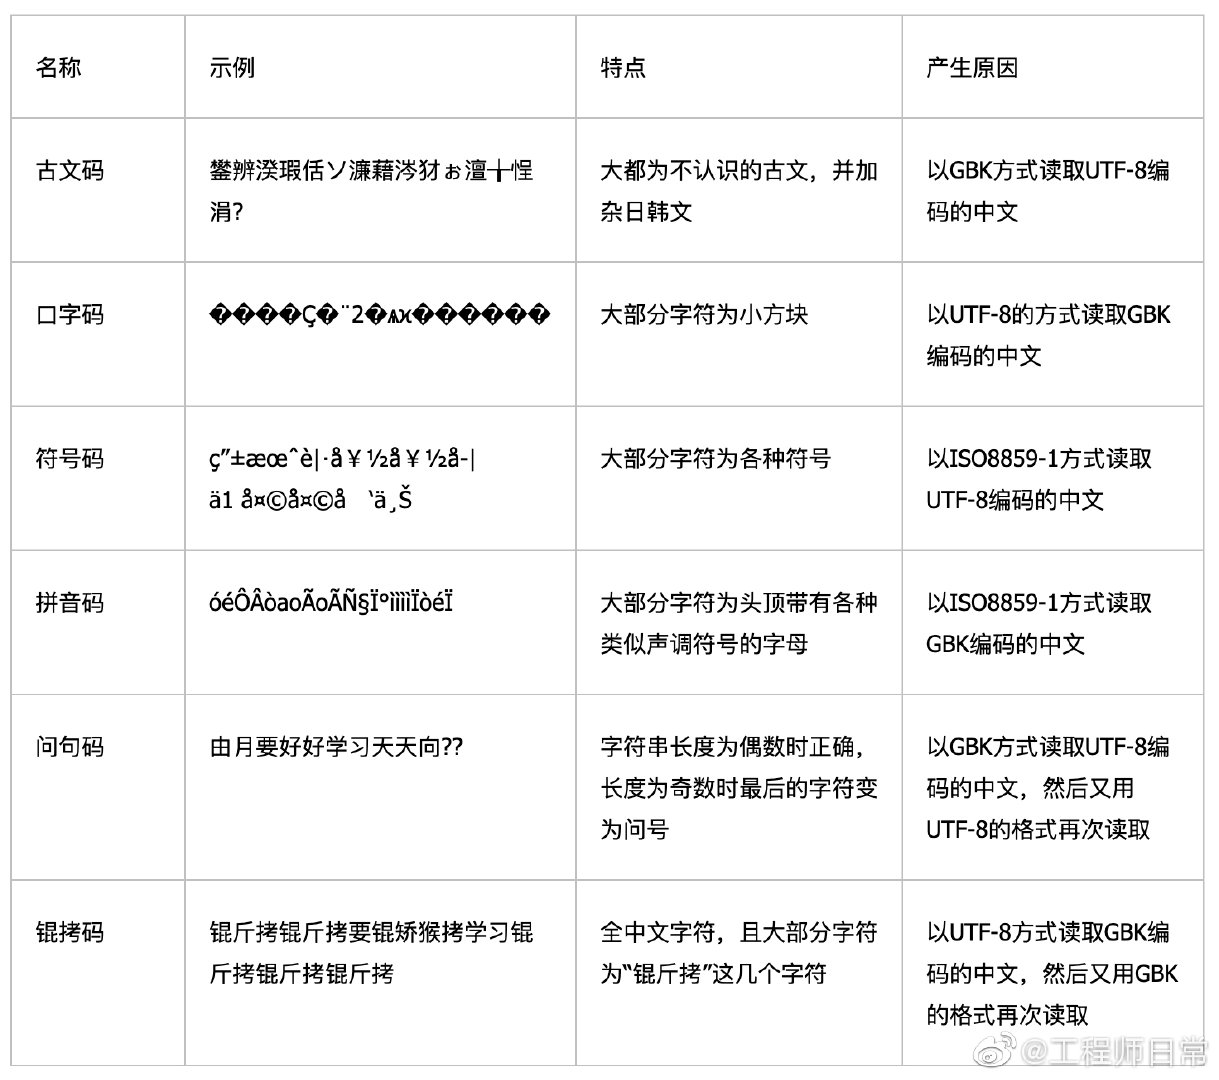 名称
示例
特点
产生原因
古文码
鐢辨湀瑕佸ソ濂藉涔犲ぉ澶╂悜
涓?
大都为不认识的古文，并加
杂日韩文
以GBK方式读取UTF-8编
码的中文
口字码
����Ç�¨2�ѧϰ������
大部分字符为小方块
以UTF-8的方式读取GBK
编码的中文
符号码
ç”±æœˆè|·å￥½å￥½å-|
ä1 å¤©å¤©å ‘ä¸Š
大部分字符为各种符号
以ISO8859-1方式读取
UTF-8编码的中文
拼音码
óéÔÂòaoÃoÃÑ§Ï°ììììÏòéÏ
大部分字符为头顶带有各种
类似声调符号的字母
以ISO8859-1方式读取
GBK编码的中文
问句码
由月要好好学习天天向??
字符串长度为偶数时正确，
长度为奇数时最后的字符变
为问号
以GBK方式读取UTF-8编
码的中文，然后又用
UTF-8的格式再次读取
锟拷码
锟斤拷锟斤拷要锟矫猴拷学习锟
斤拷锟斤拷锟斤拷
全中文字符，且大部分字符
为“锟斤拷”这几个字符
以UTF-8方式读取GBK编
码的中文，然后又用GBK
的格式再次读取
@工程师日常